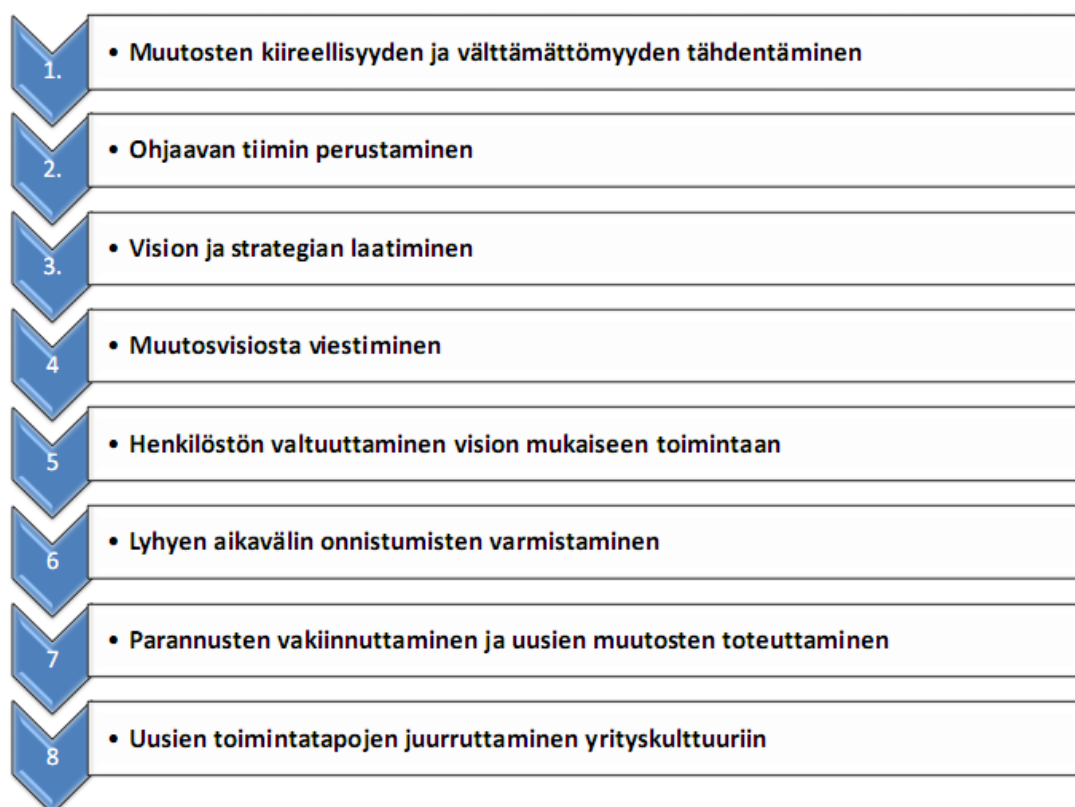 1. • Muutosten kiireellisyyden ja välttämättömyyden tähdentäminen
2. • Ohjaavan tiimin perustaminen
3. • Vision ja strategian laatiminen
4 • Muutosvisiosta viestiminen
5 • Henkilöstön valtuuttaminen vision mukaiseen toimintaan
6 • Lyhyen aikavälin onnistumisten varmistaminen
7 • Parannusten vakiinnuttaminen ja uusien muutosten toteuttaminen
8 • Uusien toimintatapojen juurruttaminen yrityskulttuuriin